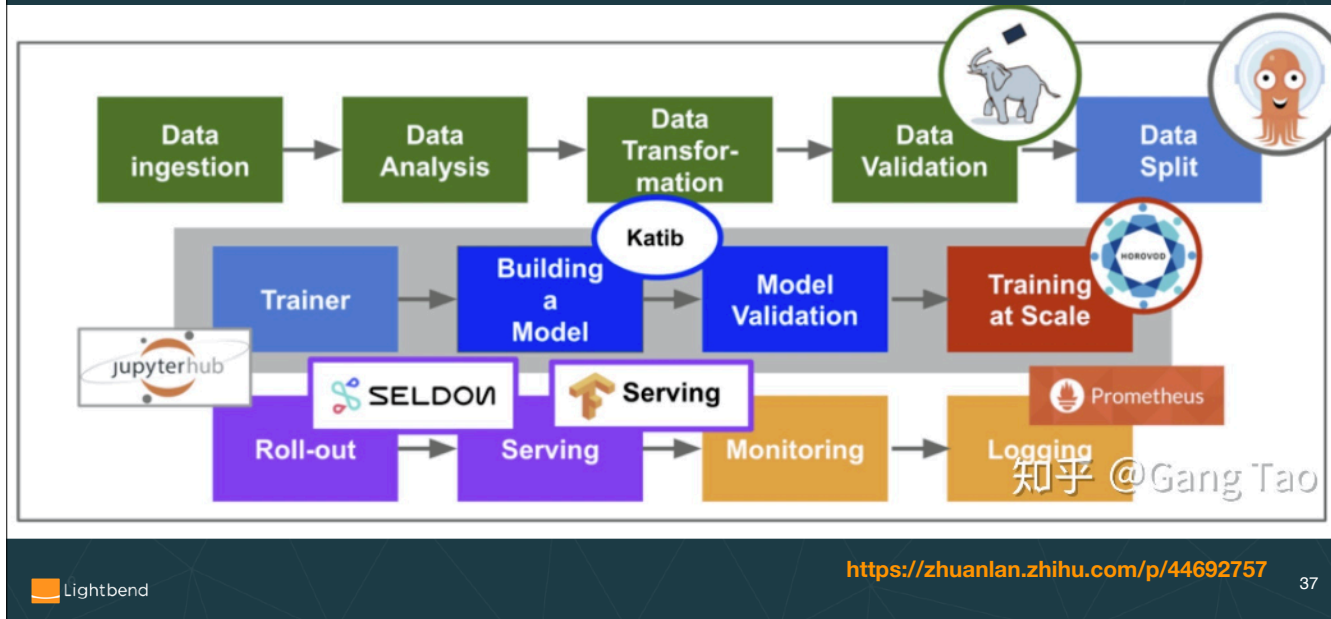 Data
ingestion
Data
Analysis
Data
Transfor-
mation
Data
Validation
Data
Split
Katib
Trainer
Building
a
Model
Model
Validation
Training
at Scale
HOROVOD
jupyterhub
SELDON
Serving
Prometheus
Roll-out
Serving
Monitoring
Logging
知乎 @Gang Tao
Lightbend
https://zhuanlan.zhihu.com/p/44692757
37